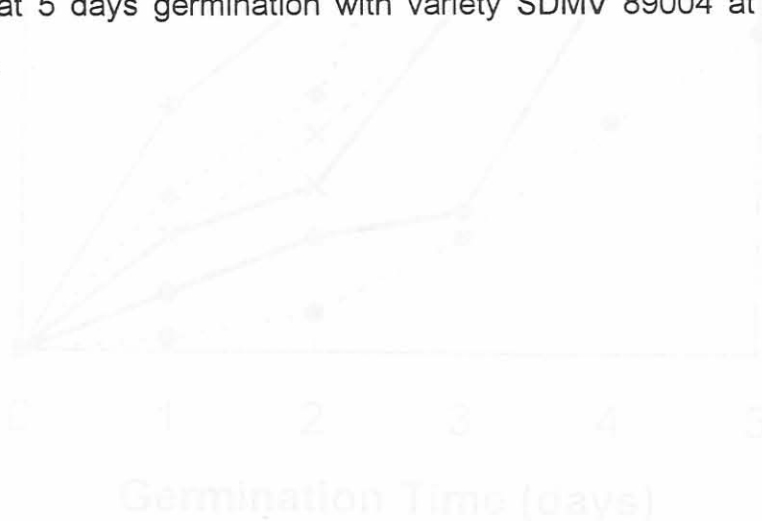 at 5 days germination with variety SDMV 89004 at
0 1 2 3 4 5
Germination Time (days)